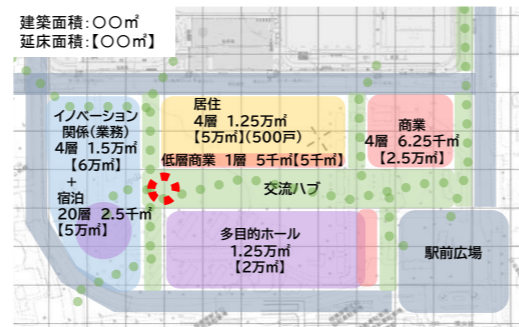 建築面積：〇〇㎡
延床面積：【〇〇㎡】
イノベーション
関係(業務)
4層 1.5万㎡
【6万㎡】
+
宿泊
20層 2.5千㎡
【5万㎡】
居住
4層 1.25万㎡
【5万㎡】(500戸)
低層商業 1層 5千㎡【5千㎡】
商業
4層 6.25千㎡
【2.5万㎡】
交流ハブ
多目的ホール
1.25万㎡
【2万㎡】
駅前広場